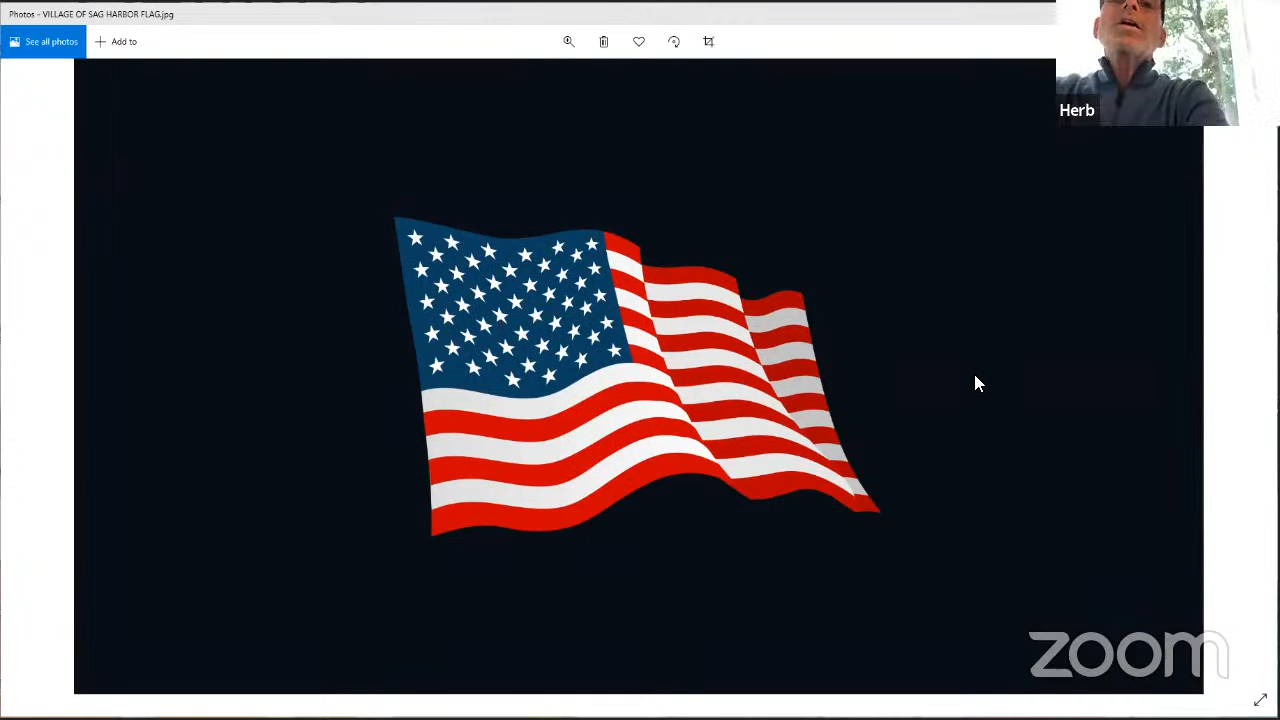 Photos - VILLAGE OF SAG HARBOR FLAG.jpg
See all photos
Add to
Herb
zoom